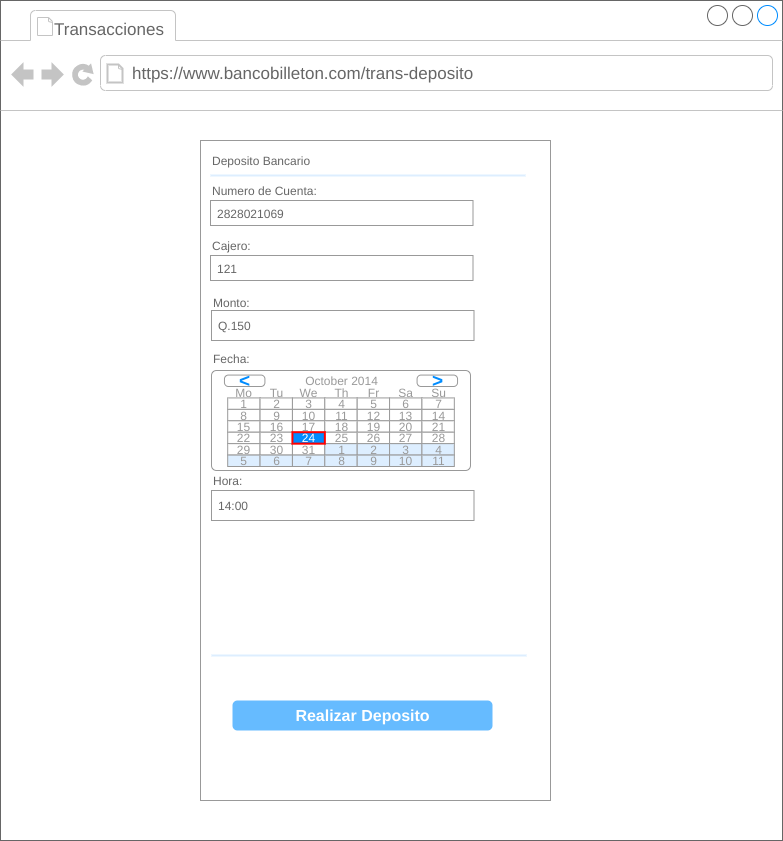 Transacciones
https://www.bancobilleton.com/trans-deposito
Deposito Bancario
Numero de Cuenta:
2828021069
Cajero:
121
Monto:
Q.150
Fecha:
< October 2014 >
Mo Tu We Th Fr Sa Su
1 2 3 4 5 6 7
8 9 10 11 12 13 14
15 16 17 18 19 20 21
22 23 24 25 26 27 28
29 30 31 1 2 3 4
5 6 7 8 9 10 11
Hora:
14:00
Realizar Deposito